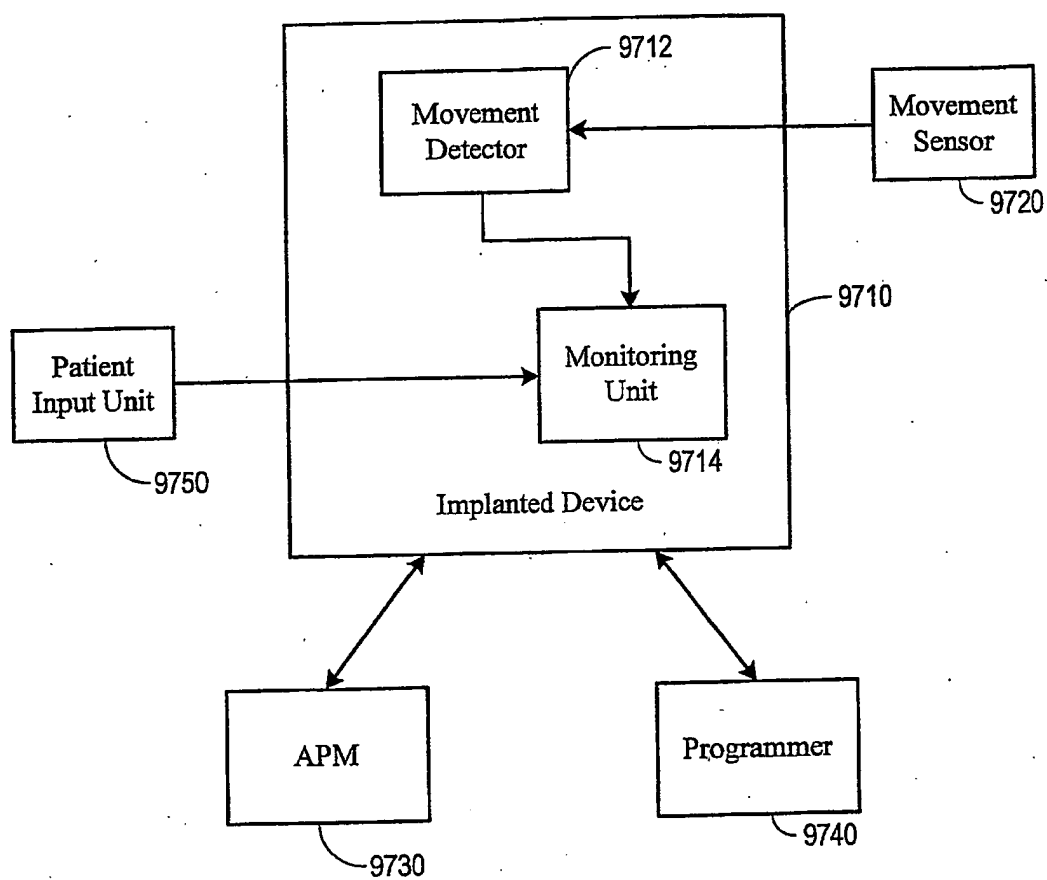 9712
Movement
Detector
Movement
Sensor
9720
9710
Patient
Input Unit
9750
Monitoring
Unit
9714
Implanted Device
APM
9730
Programmer
9740